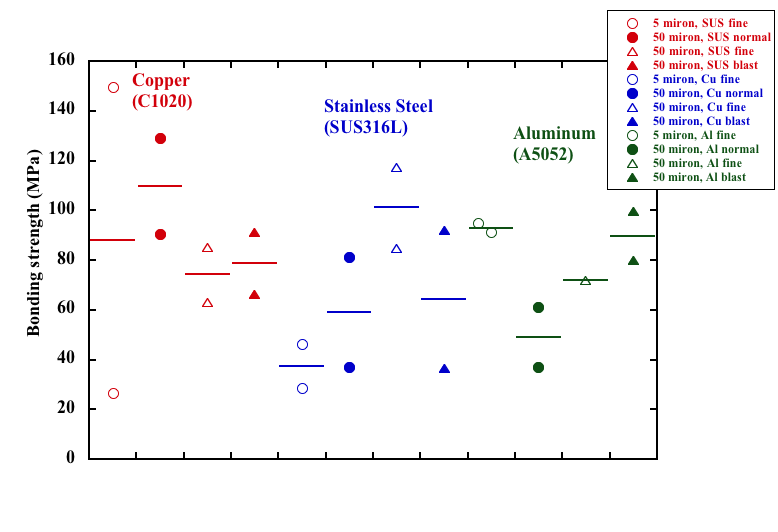 5 miron, SUS fine
50 miron, SUS normal
50 miron, SUS fine
50 miron, SUS blast
5 miron, Cu fine
50 miron, Cu normal
50 miron, Cu fine
50 miron, Cu blast
5 miron, Al fine
50 miron, Al normal
50 miron, Al fine
50 miron, Al blast
Copper
(C1020)
Stainless Steel
(SUS316L)
Aluminum
(A5052)
Bonding strength (MPa)
160
140
120
100
80
60
40
20
0